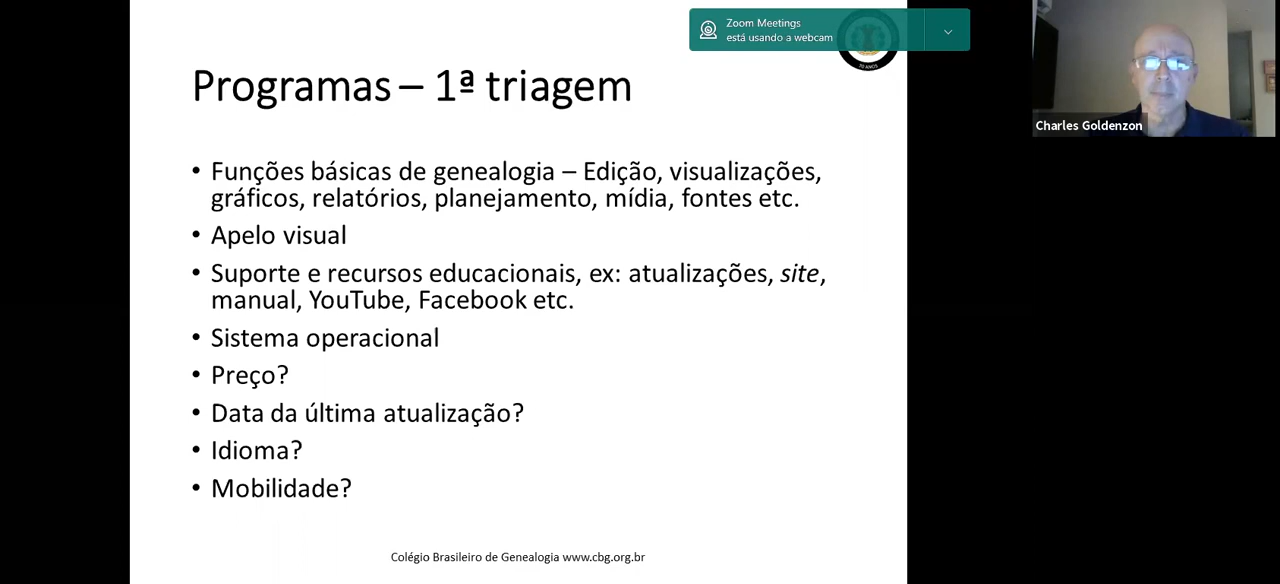 Zoom Meetings
está usando a webcam
70 ANOS
Programas – 1ª triagem
• Funções básicas de genealogia – Edição, visualizações,
gráficos, relatórios, planejamento, mídia, fontes etc.
• Apelo visual
• Suporte e recursos educacionais, ex: atualizações, site,
manual, YouTube, Facebook etc.
• Sistema operacional
• Preço?
• Data da última atualização?
• Idioma?
• Mobilidade?
Colégio Brasileiro de Genealogia www.cbg.org.br
Charles Goldenzon